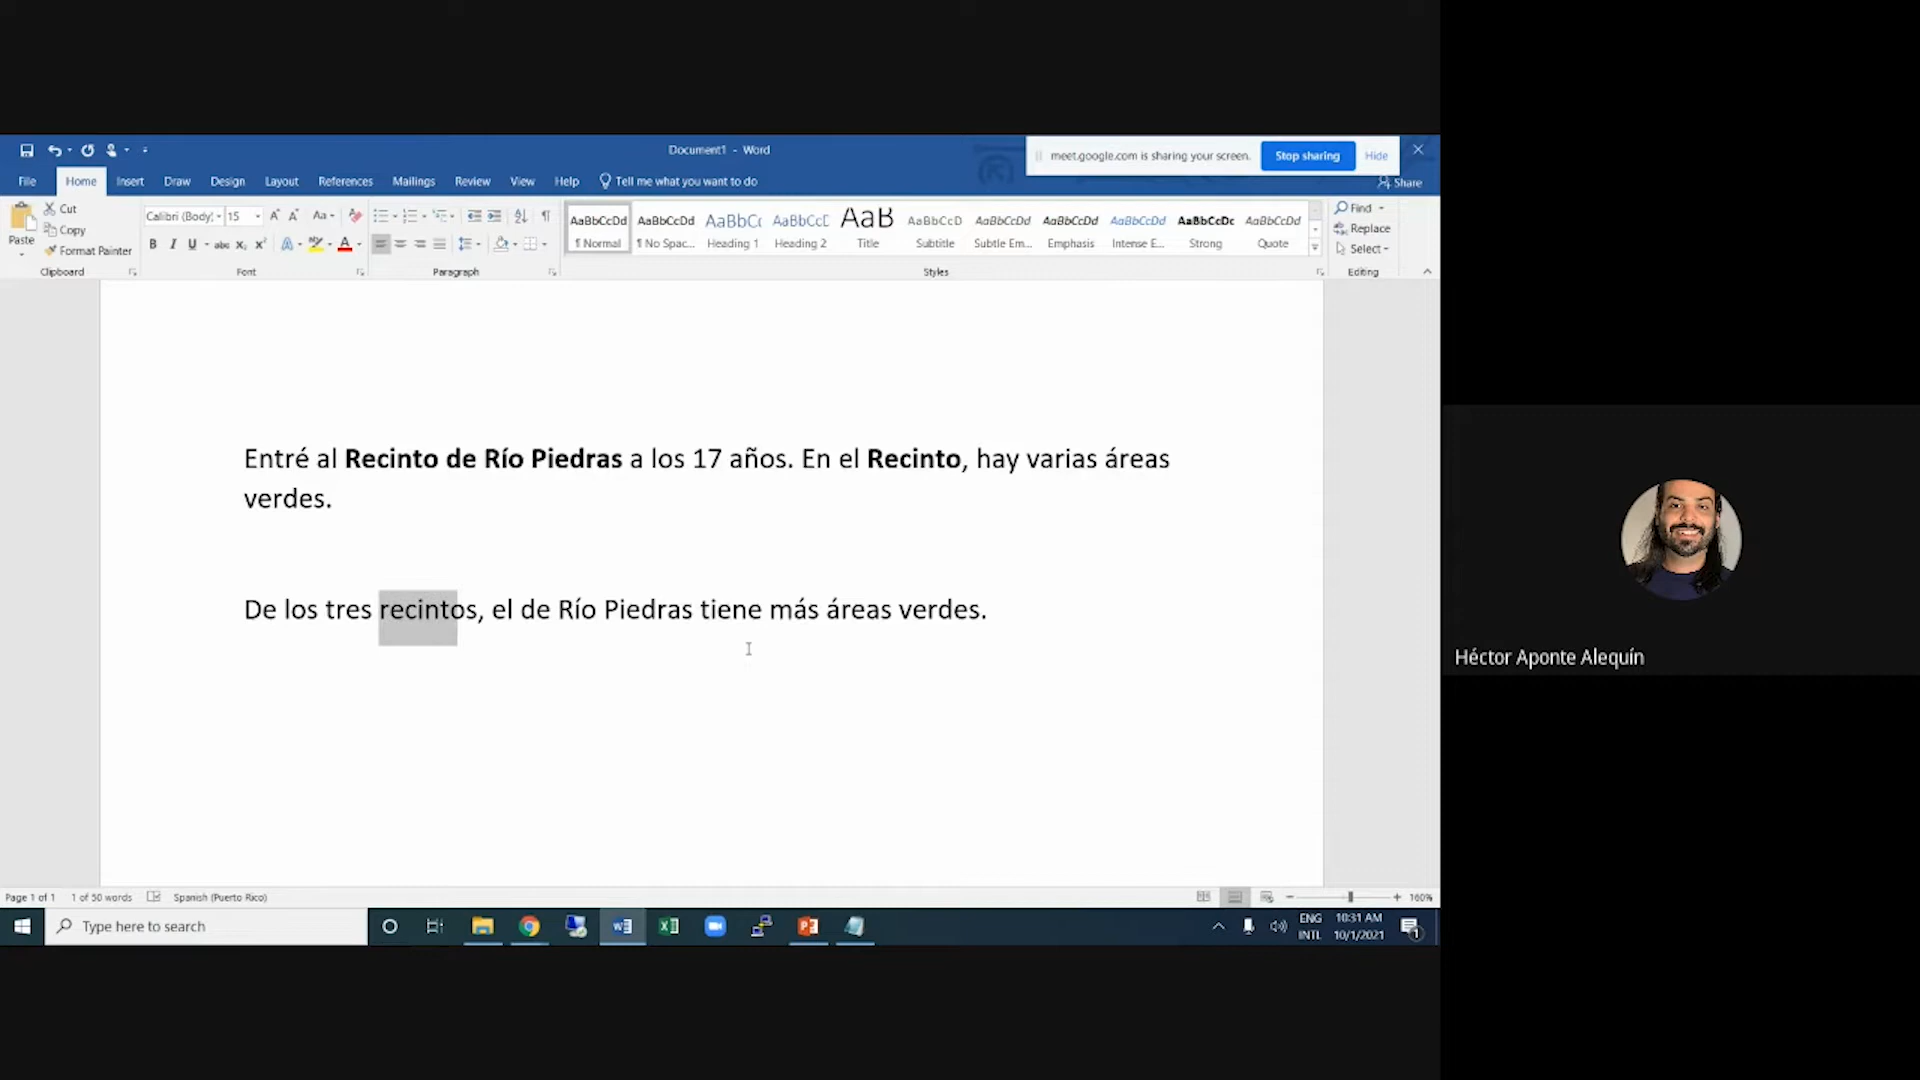 Document1 - Word
meet.google.com is sharing your screen. Stop sharing Hide
File Home Insert Draw Design Layout References Mailings Review View Help Tell me what you want to do Share
Paste Cut Copy Format Painter
Calibri (Body) 15
AaBbCcDd AaBbCcDd AaBbCc AaBbCcC AaB AaBbCcD AaBbCcDd AaBbCcDd AaBbCcDd AaBbCcDc AaBbCcDd
¶ Normal ¶ No Spac... Heading 1 Heading 2 Title Subtitle Subtle Em... Emphasis Intense E... Strong Quote
Find
Replace
Select
Clipboard Font Paragraph Styles Editing
Entré al Recinto de Río Piedras a los 17 años. En el Recinto, hay varias áreas
verdes.
De los tres recintos, el de Río Piedras tiene más áreas verdes.
Héctor Aponte Alequín
Page 1 of 1 1 of 50 words Spanish (Puerto Rico) 160%
Type here to search
ENG 10:31 AM
INTL 10/1/2021
1